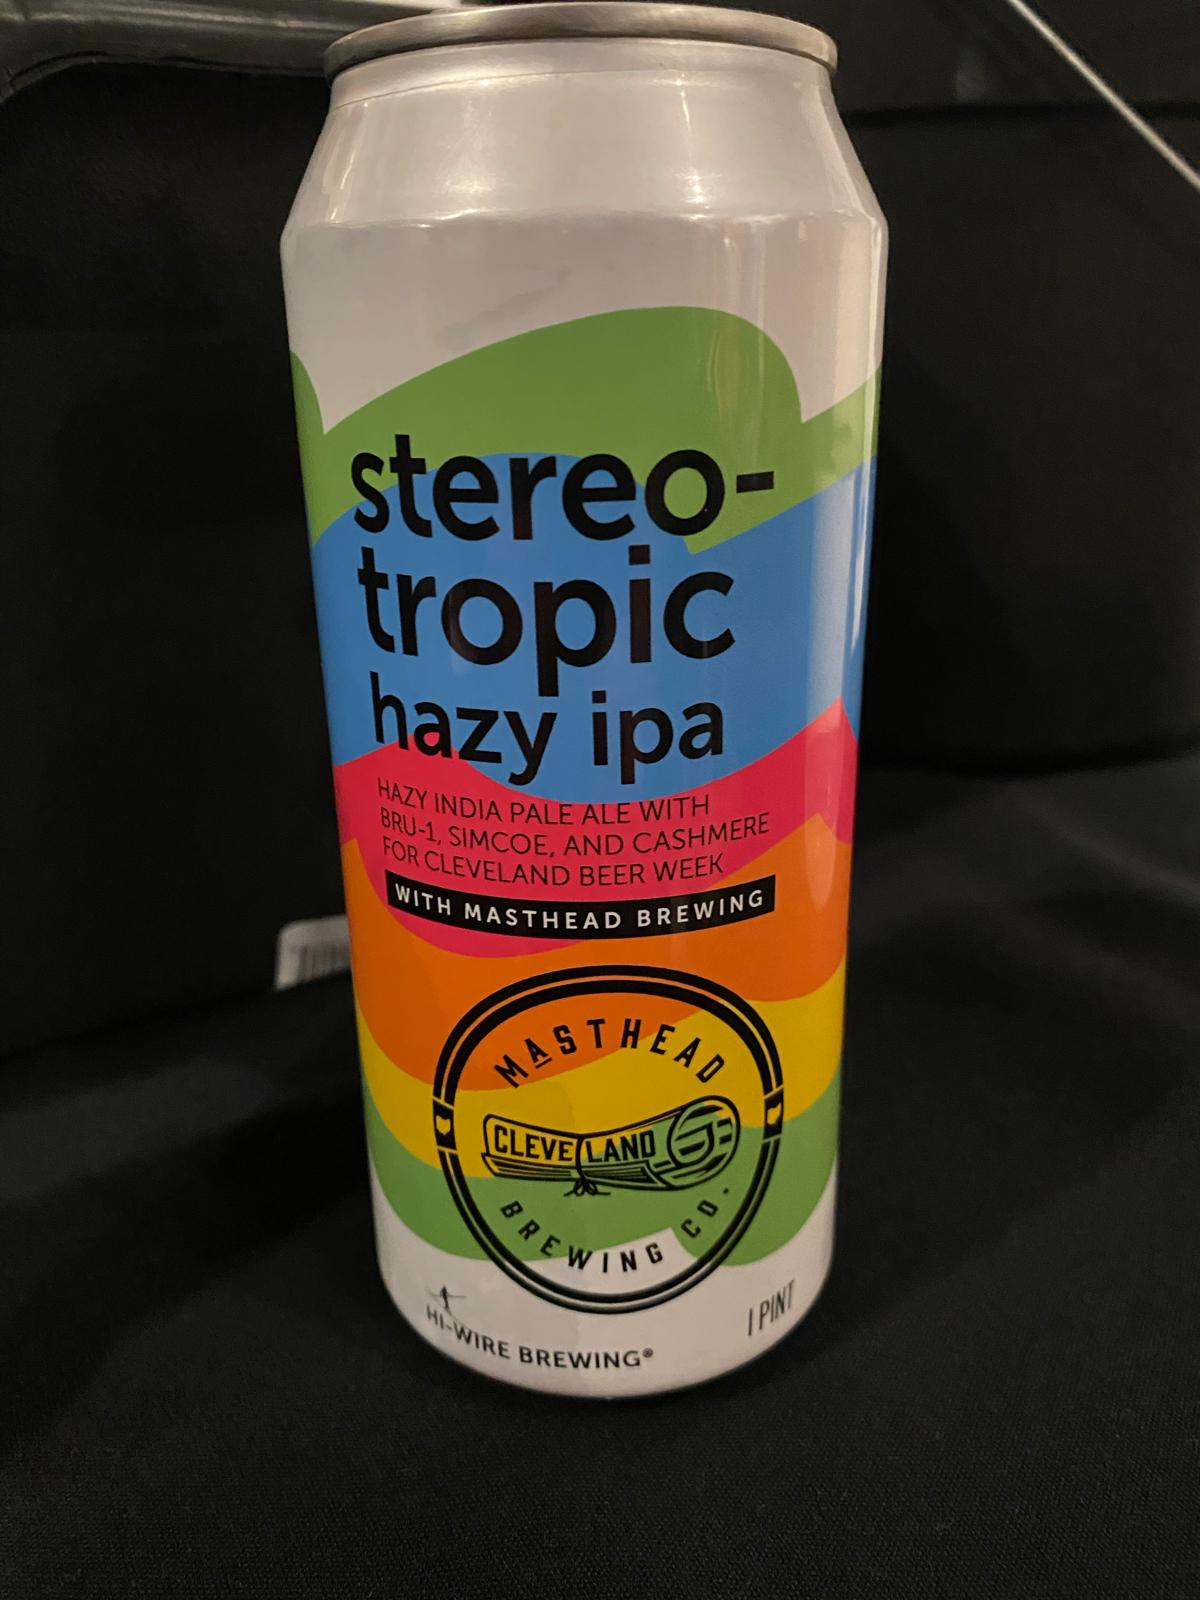 stereo-
tropic
hazy ipa
HAZY INDIA PALE ALE WITH
BRU-1, SIMCOE, AND CASHMERE
FOR CLEVELAND BEER WEEK
WITH MASTHEAD BREWING
MASTHEAD
CLEVELAND
BREWING CO.
HI-WIRE BREWING®
1 PINT